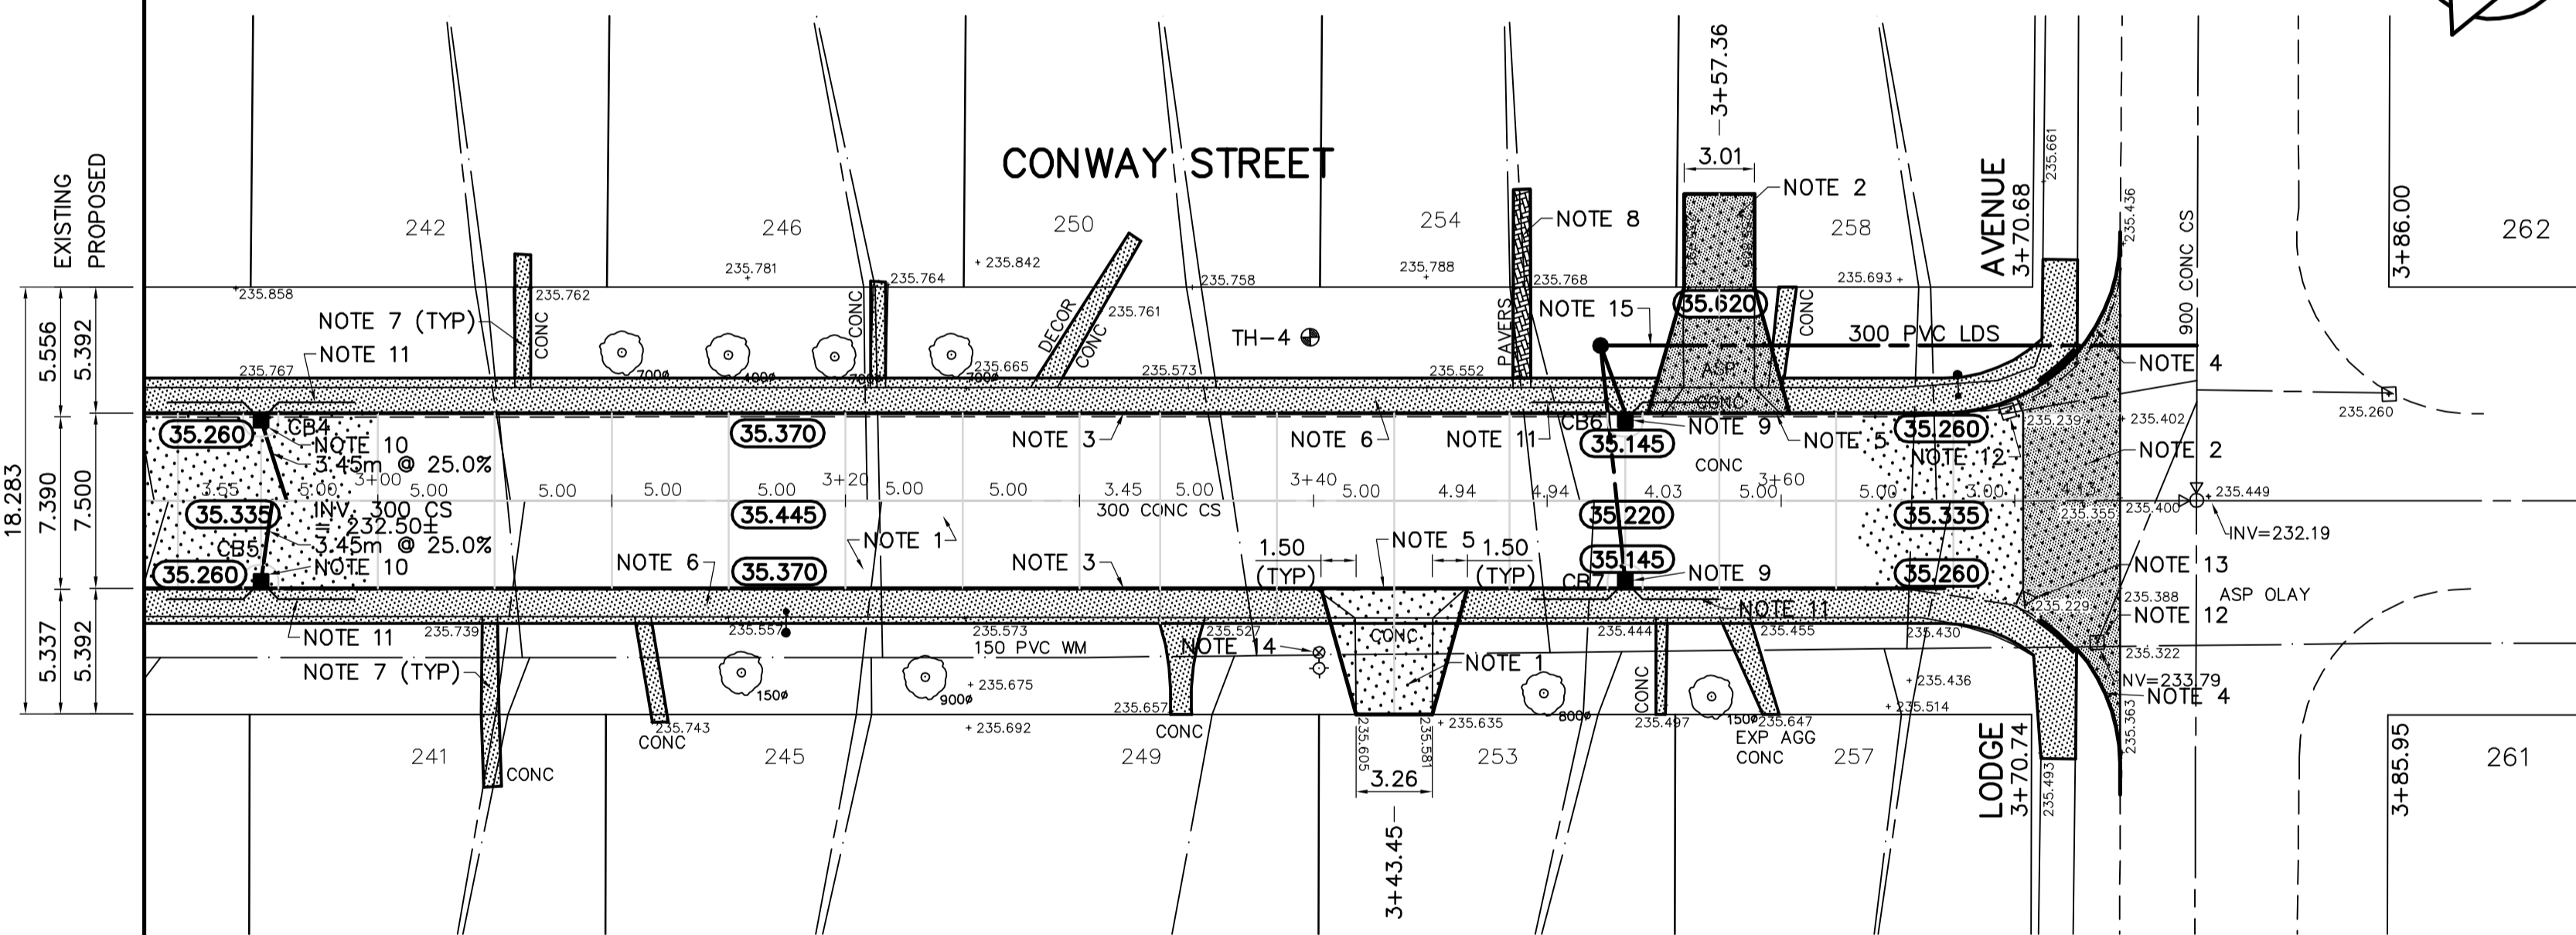 CONWAY STREET
EXISTING
PROPOSED
18.283
5.556
5.392
7.390
7.500
5.337
5.392
242
246
250
254
258
262
3+57.36
3.01
NOTE 2
NOTE 8
AVENUE
3+70.68
235.661
235.436
900 CONC CS
3+86.00
235.858
235.762
235.781
235.764
235.842
235.758
235.788
235.768
235.693
NOTE 7 (TYP)
CONC
CONC
DECOR
CONC
235.761
TH-4
PAVERS
NOTE 15
35.620
CONC
300 PVC LDS
NOTE 11
235.767
700ø
700ø
235.665
235.573
235.552
ASP
CONC
NOTE 4
35.260
CB4
NOTE 10
3.45m @ 25.0%
35.370
NOTE 3
NOTE 6
NOTE 11
CB6
35.145
NOTE 9
NOTE 5
35.260
NOTE 12
235.239
235.402
235.260
NOTE 2
CONC
3.55
5.00
3+00
5.00
5.00
5.00
5.00
3+20
5.00
5.00
3.45
5.00
3+40
5.00
4.94
4.94
4.03
5.00
3+60
5.00
3.00
4.13
35.335
INV. 300 CS
= 232.50±
3.45m @ 25.0%
35.445
300 CONC CS
35.220
35.335
235.355
235.400
235.449
INV=232.19
CB5
NOTE 10
35.260
NOTE 6
35.370
NOTE 1
NOTE 3
1.50
(TYP)
NOTE 5
1.50
(TYP)
35.145
CB7
NOTE 9
35.260
NOTE 13
235.388
ASP OLAY
235.229
NOTE 12
NOTE 11
NOTE 11
235.739
235.557
235.573
235.527
235.444
235.455
235.430
150 PVC WM
NOTE 14
CONC
NOTE 1
235.322
NOTE 7 (TYP)
150ø
900ø
235.675
235.657
235.635
800ø
CONC
235.497
150ø
235.647
235.436
235.514
NV=233.79
NOTE 4
235.363
235.743
CONC
235.692
CONC
235.605
235.581
EXP AGG
CONC
241
CONC
245
249
3.26
253
257
261
3+43.45
LODGE
3+70.74
235.493
3+85.95